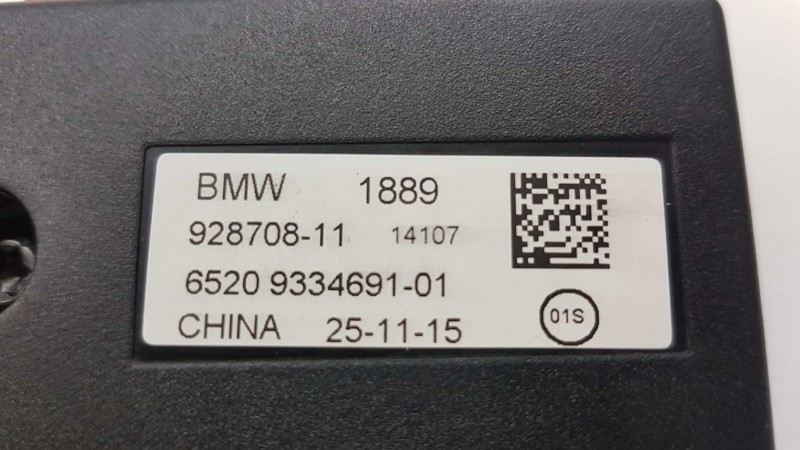 BMW 1889
928708-11 14107
6520 9334691-01
CHINA 25-11-15
01S